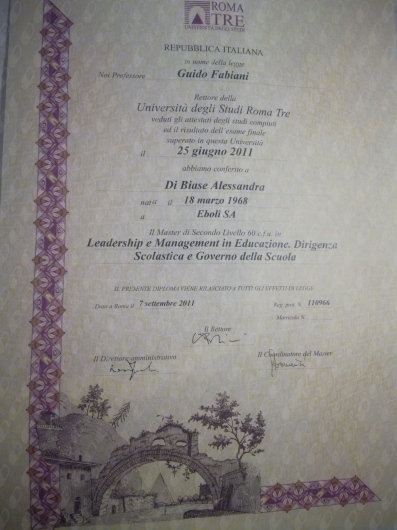 ROMA
TRE
UNIVERSITÀ DEGLI STUDI
REPUBBLICA ITALIANA
in nome della legge
Noi Professore Guido Fabiani
Rettore della
Università degli Studi Roma Tre
veduti gli attestati degli studi compiuti
ed il risultato dell'esame finale
superato in questa Università
il 25 giugno 2011
abbiamo conferito a
Di Biase Alessandra
nata il 18 marzo 1968
a Eboli SA
Il Master di Secondo Livello 60 c.f.u. in
Leadership e Management in Educazione. Dirigenza
Scolastica e Governo della Scuola
IL PRESENTE DIPLOMA VIENE RILASCIATO A TUTTI GLI EFFETTI DI LEGGE
Dato a Roma il 7 settembre 2011
Reg. perg. N. 110966
Matricola N.
Il Rettore
Il Direttore amministrativo
Il Coordinatore del Master